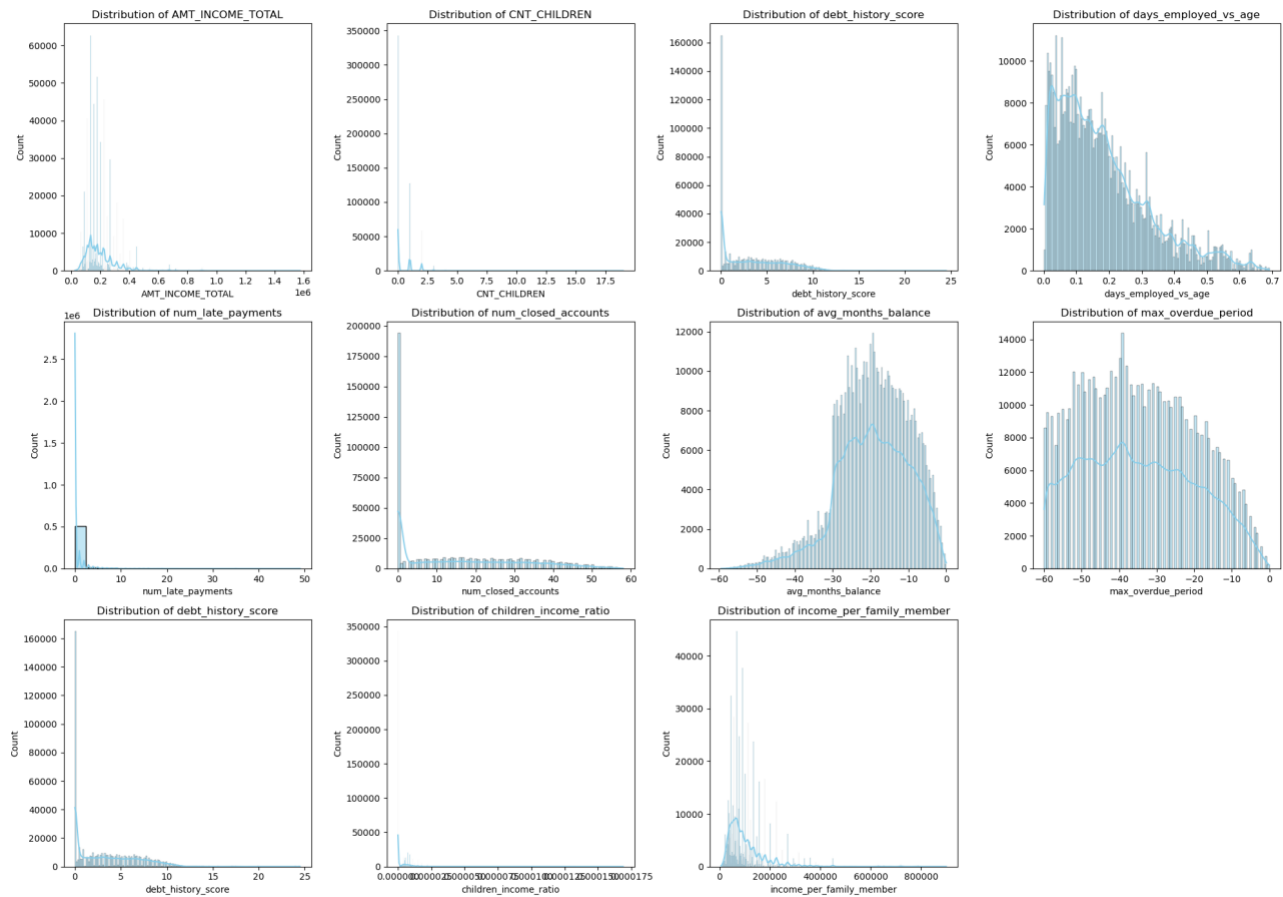 Distribution of AMT_INCOME_TOTAL
Count
60000
50000
40000
30000
20000
10000
0
0.0 0.2 0.4 0.6 0.8 1.0 1.2 1.4 1.6
1e6
AMT_INCOME_TOTAL
Distribution of CNT_CHILDREN
Count
350000
300000
250000
200000
150000
100000
50000
0
0.0 2.5 5.0 7.5 10.0 12.5 15.0 17.5
CNT_CHILDREN
Distribution of debt_history_score
Count
160000
140000
120000
100000
80000
60000
40000
20000
0
0 5 10 15 20 25
debt_history_score
Distribution of days_employed_vs_age
Count
10000
8000
6000
4000
2000
0
0.0 0.1 0.2 0.3 0.4 0.5 0.6 0.7
days_employed_vs_age
1e6
Distribution of num_late_payments
Count
2.5
2.0
1.5
1.0
0.5
0.0
0 10 20 30 40 50
num_late_payments
Distribution of num_closed_accounts
Count
200000
175000
150000
125000
100000
75000
50000
25000
0
0 10 20 30 40 50 60
num_closed_accounts
Distribution of avg_months_balance
Count
12000
10000
8000
6000
4000
2000
0
−60 −50 −40 −30 −20 −10 0
avg_months_balance
Distribution of max_overdue_period
Count
14000
12000
10000
8000
6000
4000
2000
0
−60 −50 −40 −30 −20 −10 0
max_overdue_period
Distribution of debt_history_score
Count
160000
140000
120000
100000
80000
60000
40000
20000
0
0 5 10 15 20 25
debt_history_score
Distribution of children_income_ratio
Count
350000
300000
250000
200000
150000
100000
50000
0
children_income_ratio
Distribution of income_per_family_member
Count
40000
30000
20000
10000
0
0 200000 400000 600000 800000
income_per_family_member